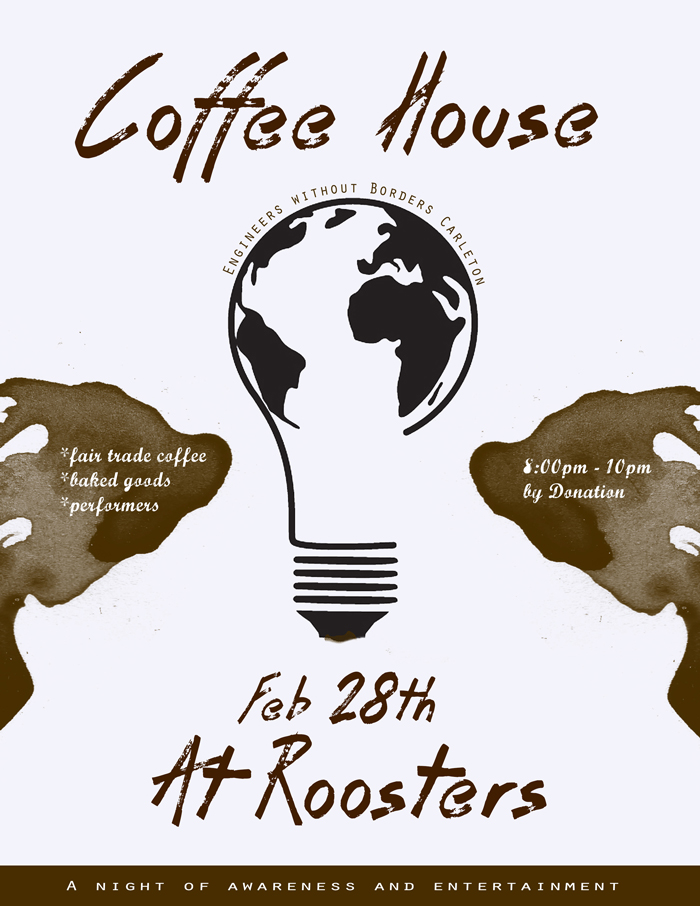 Coffee House
Engineers without Borders Carleton
*fair trade coffee
*baked goods
*performers
8:00pm - 10pm
by Donation
Feb 28th
At Roosters
A night of awareness and entertainment